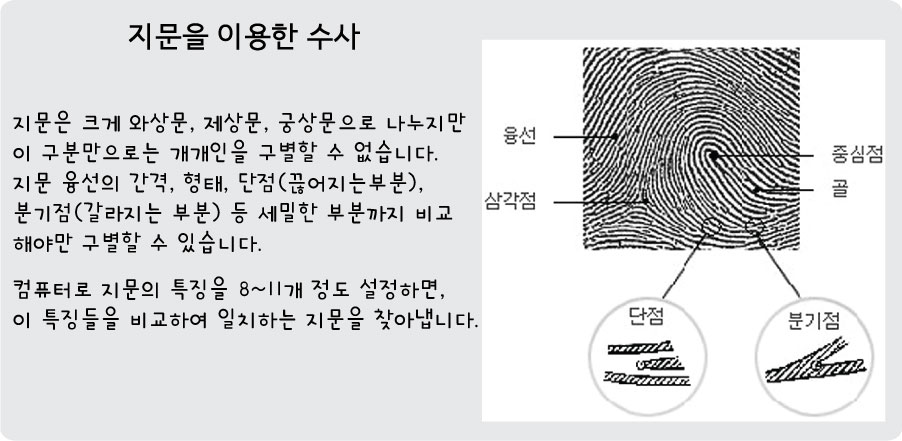 지문을 이용한 수사
지문은 크게 와상문, 제상문, 궁상문으로 나누지만
이 구분만으로는 개개인을 구별할 수 없습니다.
지문 융선의 간격, 형태, 단점(끊어지는부분),
분기점(갈라지는 부분) 등 세밀한 부분까지 비교
해야만 구별할 수 있습니다.
컴퓨터로 지문의 특징을 8~11개 정도 설정하면,
이 특징들을 비교하여 일치하는 지문을 찾아냅니다.
융선
중심점
골
삼각점
단점
분기점